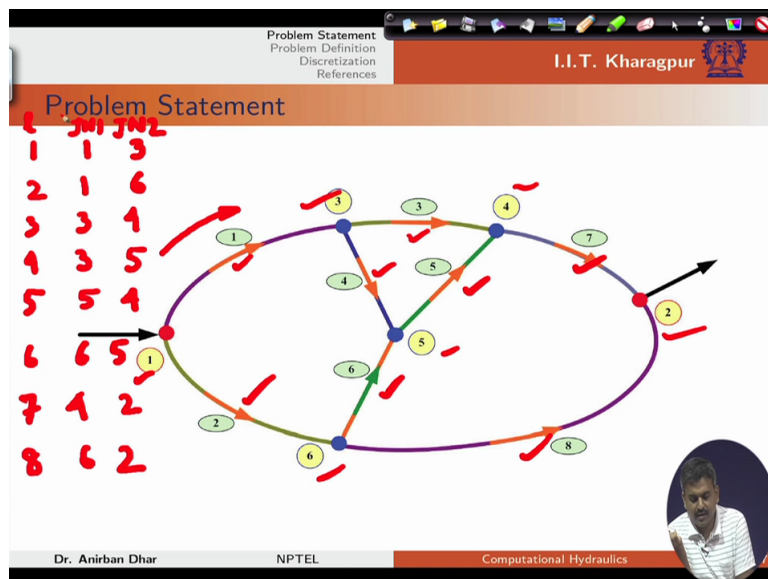 Problem Statement
Problem Definition
Discretization
References
I.I.T. Kharagpur
Problem Statement
l JN1 JN2
1 1 3
2 1 6
3 3 4
4 3 5
5 5 4
6 6 5
7 4 2
8 6 2
3
3
4
1
7
4
5
2
1
5
6
2
6
8
Dr. Anirban Dhar
NPTEL
Computational Hydraulics